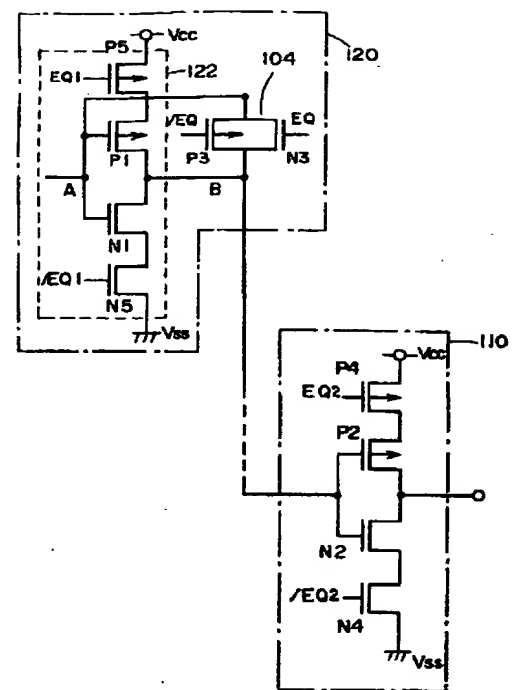 P5
Vcc
120
EQ1
122
104
/EQ
EQ
P1
P3
N3
A
B
N1
/EQ1
N5
Vss
110
P4
Vcc
EQ2
P2
N2
/EQ2
N4
Vss